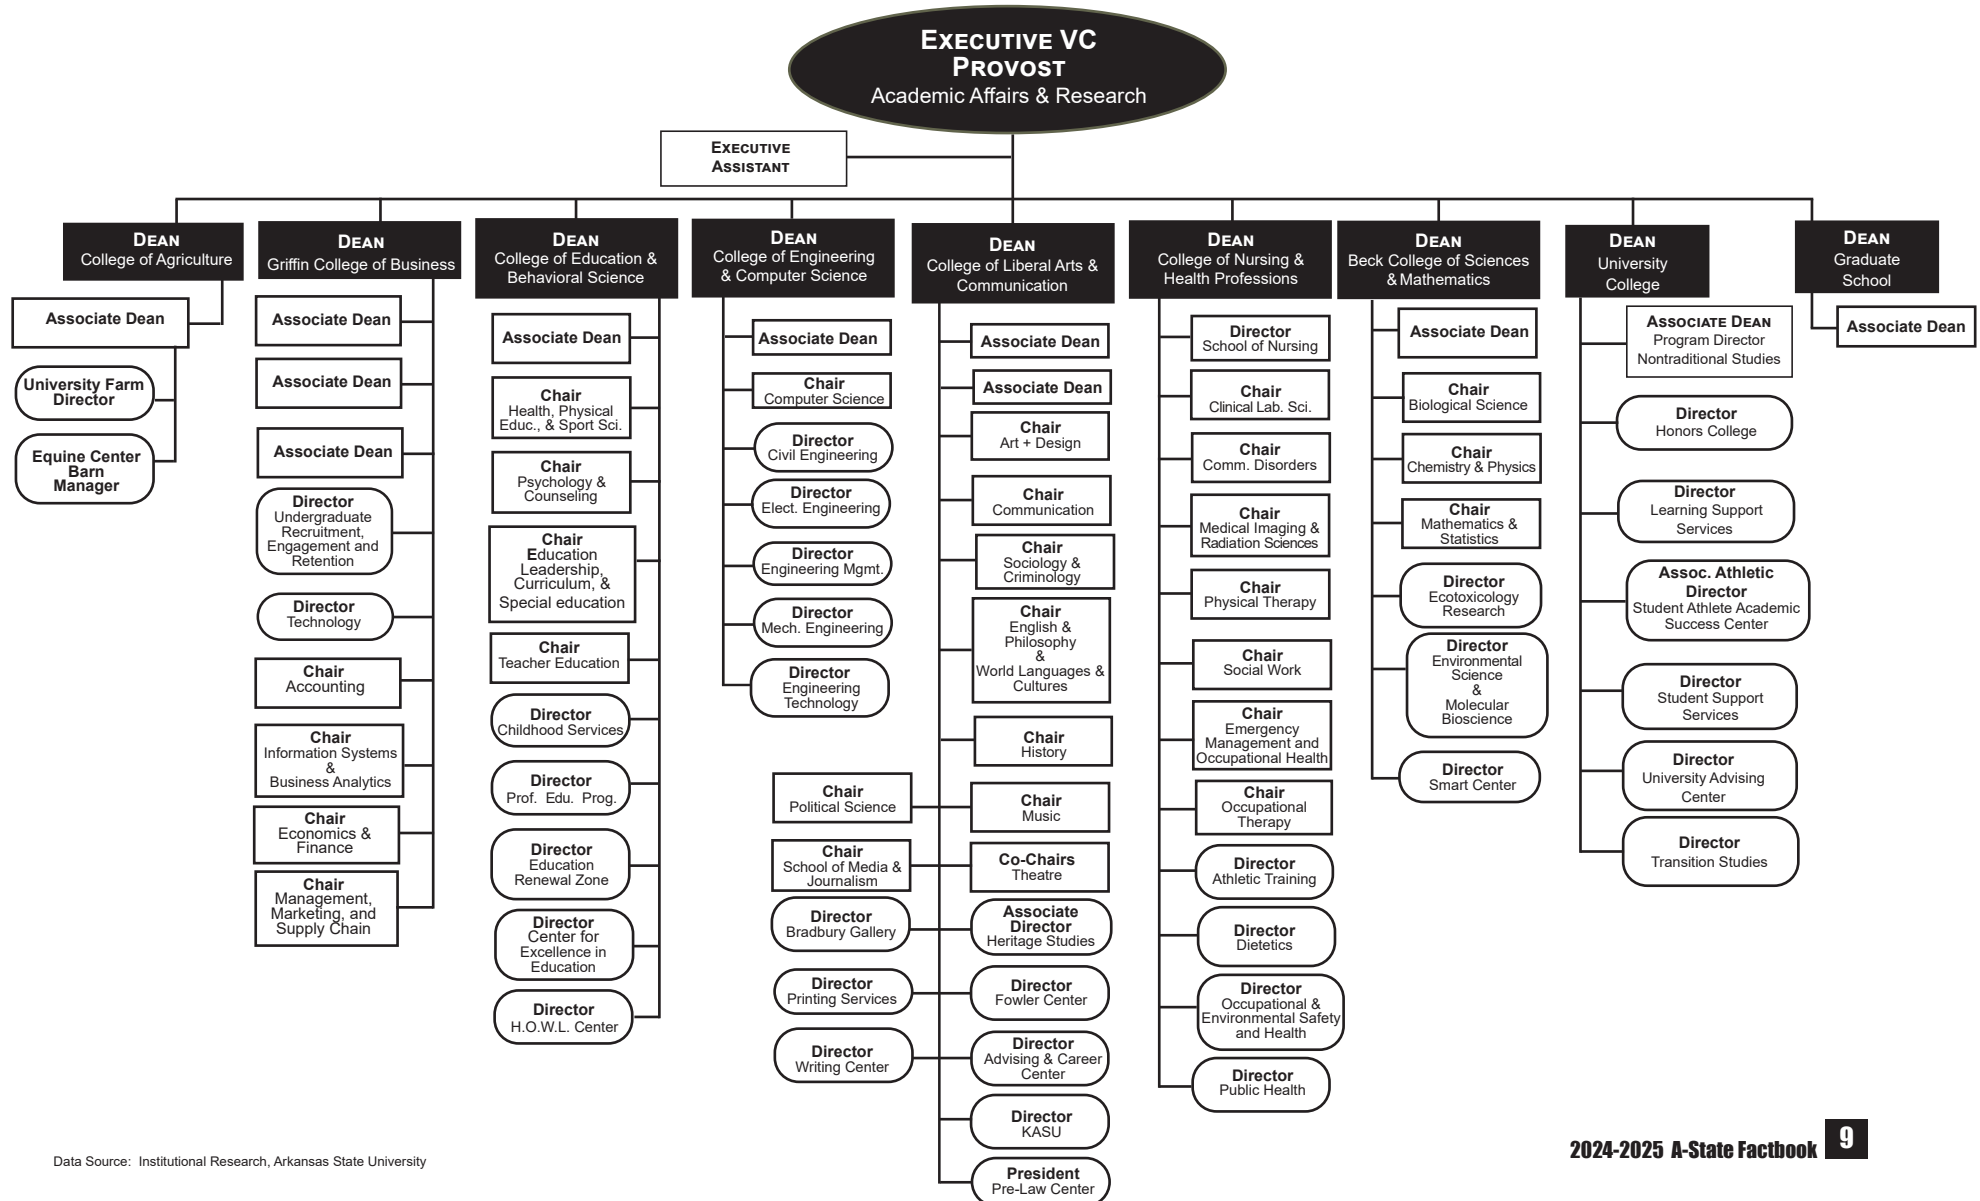 EXECUTIVE VC
PROVOST
Academic Affairs & Research
EXECUTIVE
ASSISTANT
DEAN
College of Agriculture
Associate Dean
University Farm
Director
Equine Center
Barn
Manager
DEAN
Griffin College of Business
Associate Dean
Associate Dean
Associate Dean
Director
Undergraduate
Recruitment,
Engagement and
Retention
Director
Technology
Chair
Accounting
Chair
Information Systems
&
Business Analytics
Chair
Economics &
Finance
Chair
Management,
Marketing, and
Supply Chain
DEAN
College of Education &
Behavioral Science
Associate Dean
Chair
Health, Physical
Educ., & Sport Sci.
Chair
Psychology &
Counseling
Chair
Education
Leadership,
Curriculum, &
Special education
Chair
Teacher Education
Director
Childhood Services
Director
Prof. Edu. Prog.
Director
Education
Renewal Zone
Director
Center for
Excellence in
Education
Director
H.O.W.L. Center
DEAN
College of Engineering
& Computer Science
Associate Dean
Chair
Computer Science
Director
Civil Engineering
Director
Elect. Engineering
Director
Engineering Mgmt.
Director
Mech. Engineering
Director
Engineering
Technology
DEAN
College of Liberal Arts &
Communication
Associate Dean
Associate Dean
Chair
Art + Design
Chair
Communication
Chair
Sociology &
Criminology
Chair
English &
Philosophy
&
World Languages &
Cultures
Chair
History
Chair
Political Science
Chair
Music
Chair
School of Media &
Journalism
Co-Chairs
Theatre
Director
Bradbury Gallery
Associate
Director
Heritage Studies
Director
Printing Services
Director
Fowler Center
Director
Writing Center
Director
Advising & Career
Center
Director
KASU
President
Pre-Law Center
DEAN
College of Nursing &
Health Professions
Director
School of Nursing
Chair
Clinical Lab. Sci.
Chair
Comm. Disorders
Chair
Medical Imaging &
Radiation Sciences
Chair
Physical Therapy
Chair
Social Work
Chair
Emergency
Management and
Occupational Health
Chair
Occupational
Therapy
Director
Athletic Training
Director
Dietetics
Director
Occupational &
Environmental Safety
and Health
Director
Public Health
DEAN
Beck College of Sciences
& Mathematics
Associate Dean
Chair
Biological Science
Chair
Chemistry & Physics
Chair
Mathematics &
Statistics
Director
Ecotoxicology
Research
Director
Environmental
Science
&
Molecular
Bioscience
Director
Smart Center
DEAN
University
College
ASSOCIATE DEAN
Program Director
Nontraditional Studies
Director
Honors College
Director
Learning Support
Services
Assoc. Athletic
Director
Student Athlete Academic
Success Center
Director
Student Support
Services
Director
University Advising
Center
Director
Transition Studies
DEAN
Graduate
School
Associate Dean
Data Source: Institutional Research, Arkansas State University
2024-2025 A-State Factbook 9